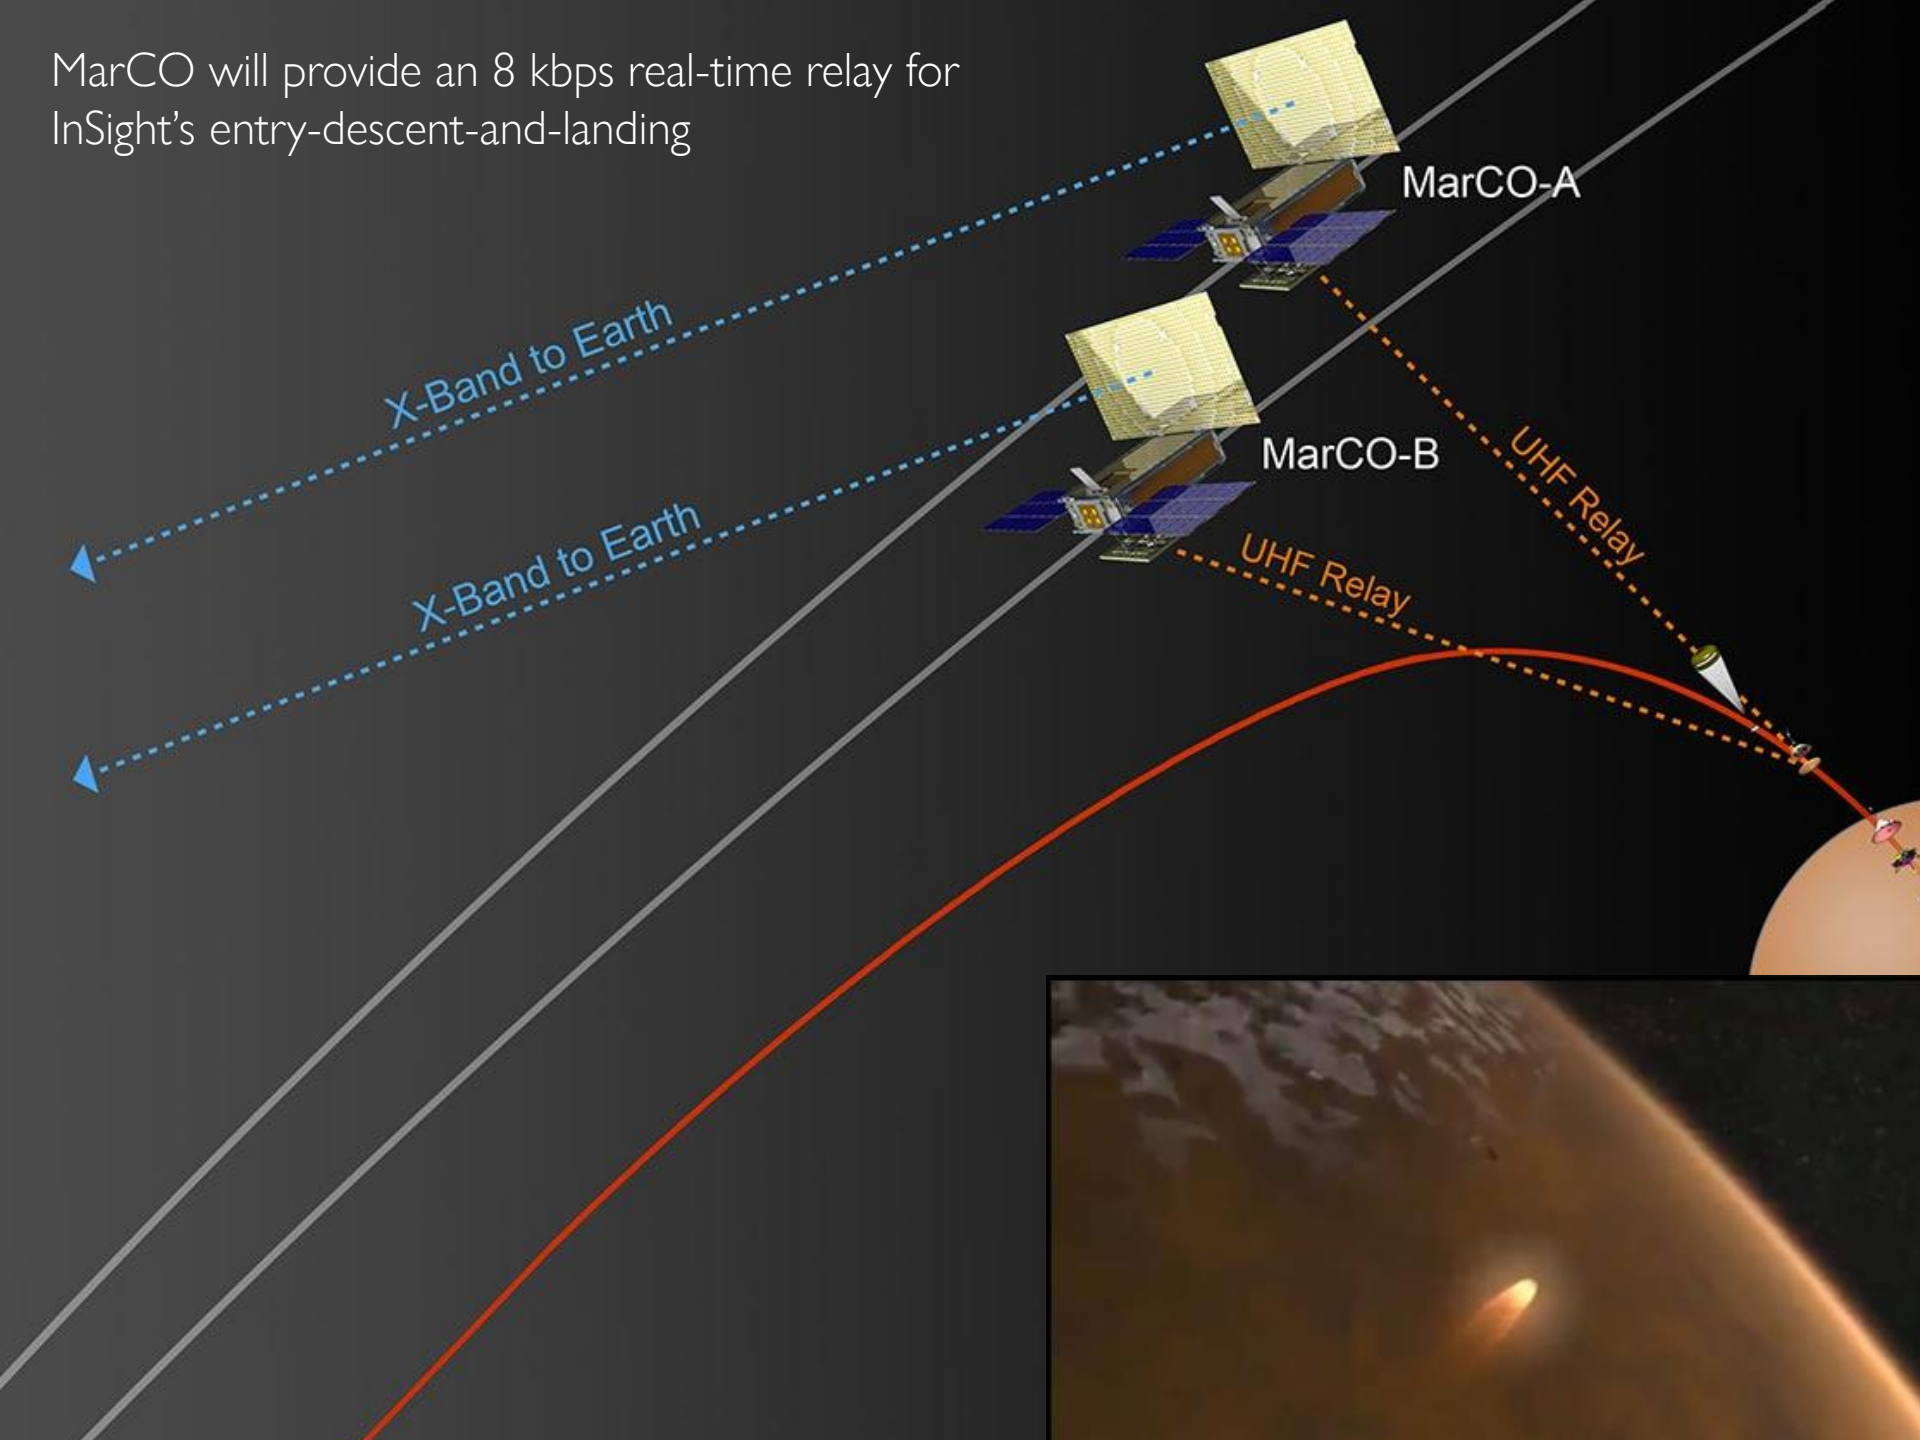 MarCO will provide an 8 kbps real-time relay for
InSight’s entry-descent-and-landing
MarCO-A
X-Band to Earth
MarCO-B
UHF Relay
X-Band to Earth
UHF Relay